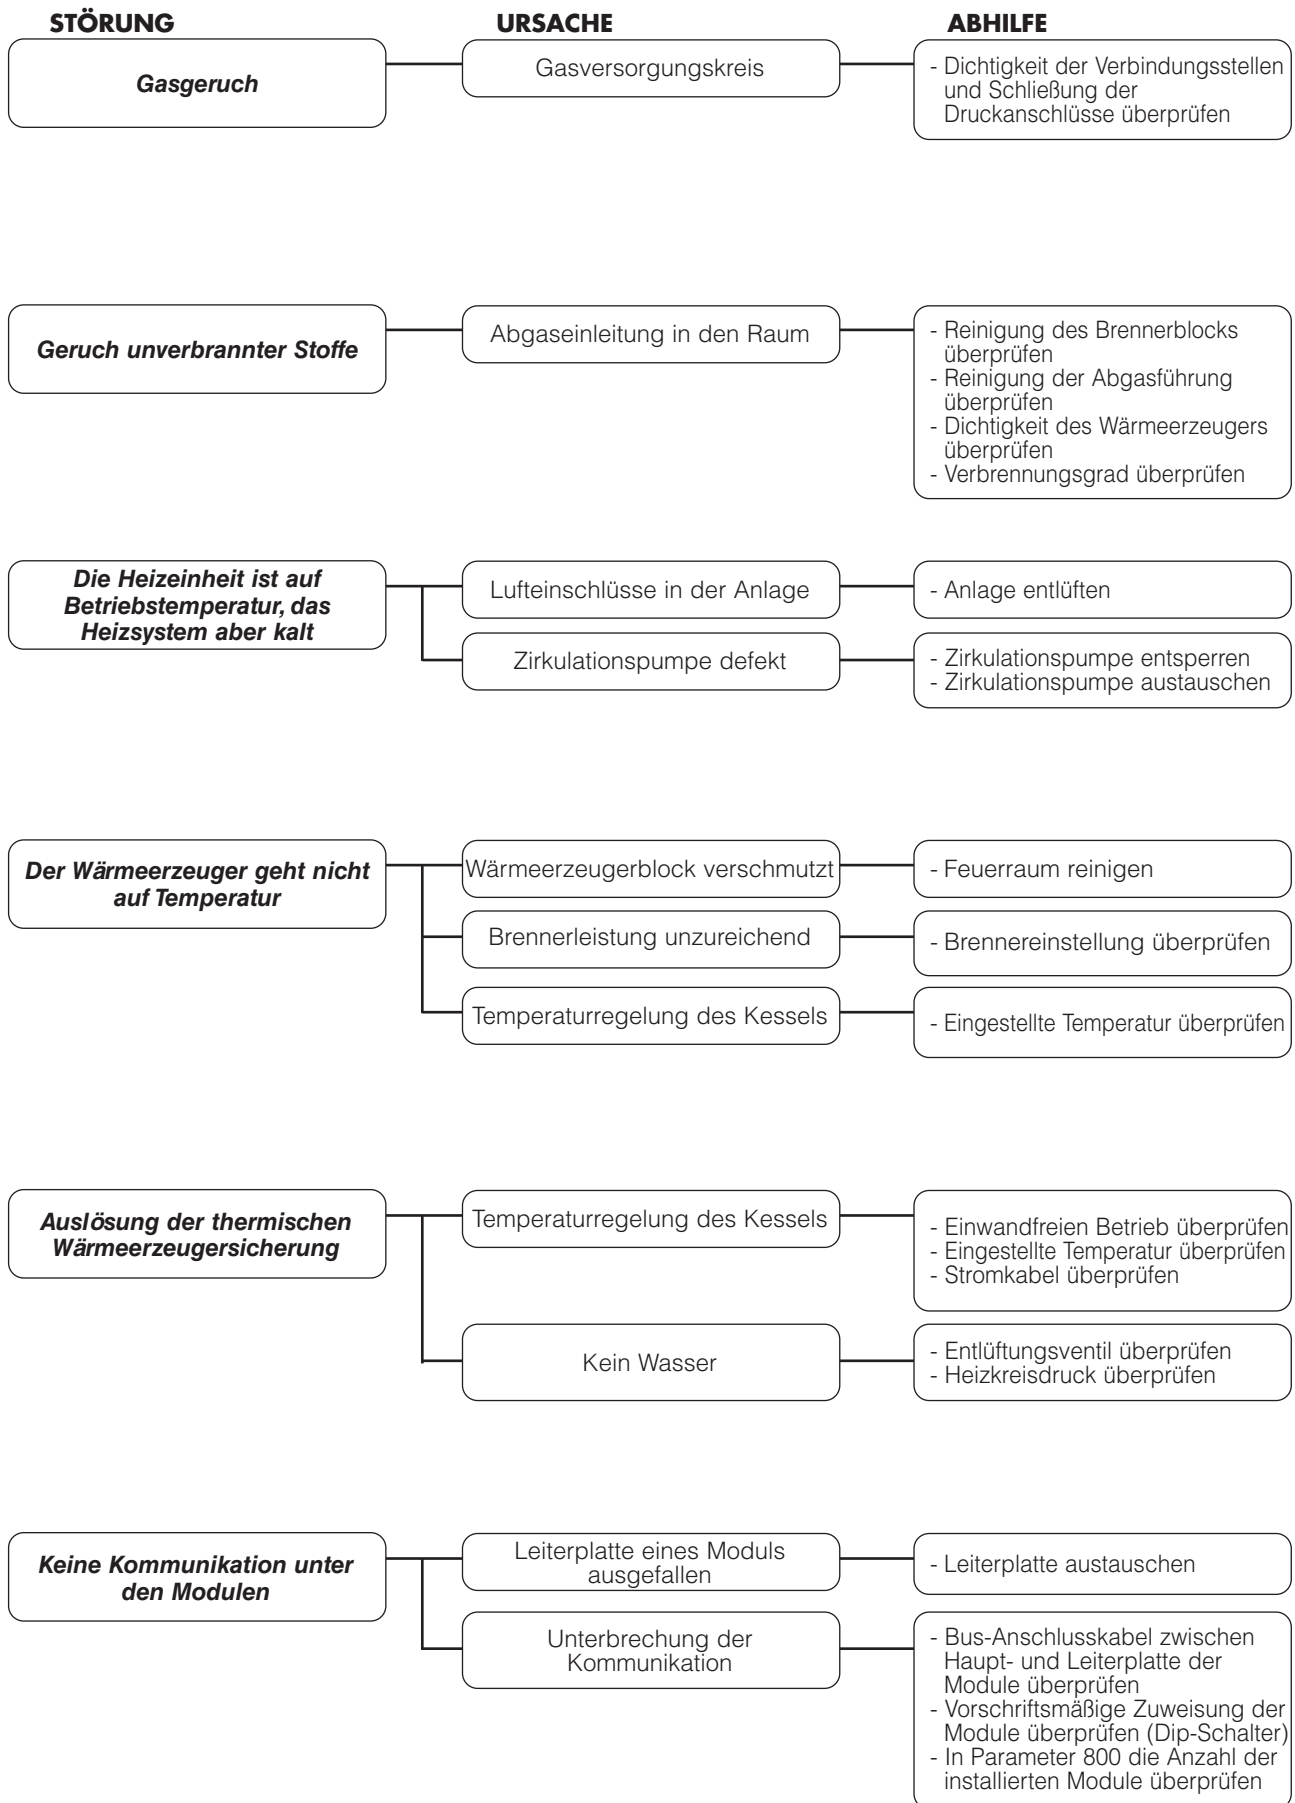 STÖRUNG
URSACHE
ABHILFE
Gasgeruch
Gasversorgungskreis
- Dichtigkeit der Verbindungsstellen
und Schließung der
Druckanschlüsse überprüfen
Geruch unverbrannter Stoffe
Abgaseinleitung in den Raum
- Reinigung des Brennerblocks
überprüfen
- Reinigung der Abgasführung
überprüfen
- Dichtigkeit des Wärmeerzeugers
überprüfen
- Verbrennungsgrad überprüfen
Die Heizeinheit ist auf
Betriebstemperatur, das
Heizsystem aber kalt
Lufteinschlüsse in der Anlage
- Anlage entlüften
Zirkulationspumpe defekt
- Zirkulationspumpe entsperren
- Zirkulationspumpe austauschen
Der Wärmeerzeuger geht nicht
auf Temperatur
Wärmeerzeugerblock verschmutzt
- Feuerraum reinigen
Brennerleistung unzureichend
- Brennereinstellung überprüfen
Temperaturregelung des Kessels
- Eingestellte Temperatur überprüfen
Auslösung der thermischen
Wärmeerzeugersicherung
Temperaturregelung des Kessels
- Einwandfreien Betrieb überprüfen
- Eingestellte Temperatur überprüfen
- Stromkabel überprüfen
Kein Wasser
- Entlüftungsventil überprüfen
- Heizkreisdruck überprüfen
Keine Kommunikation unter
den Modulen
Leiterplatte eines Moduls
ausgefallen
- Leiterplatte austauschen
Unterbrechung der
Kommunikation
- Bus-Anschlusskabel zwischen
Haupt- und Leiterplatte der
Module überprüfen
- Vorschriftsmäßige Zuweisung der
Module überprüfen (Dip-Schalter)
- In Parameter 800 die Anzahl der
installierten Module überprüfen